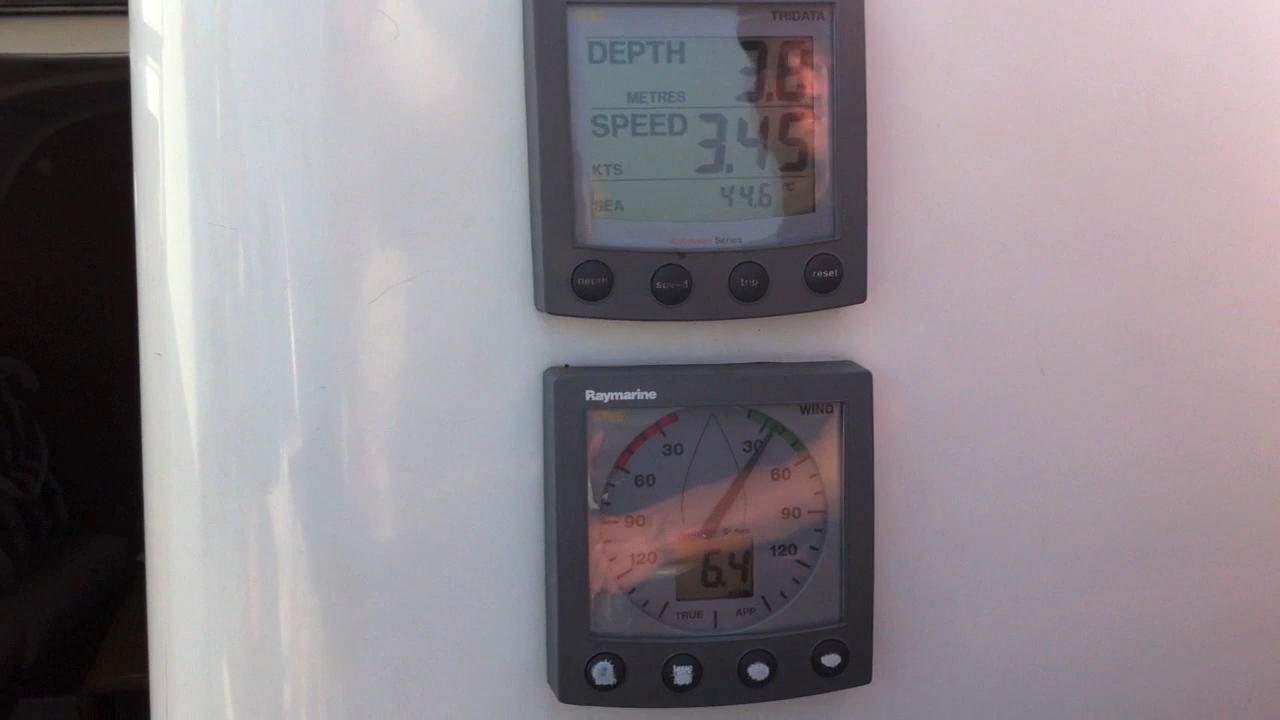 TRIDATA
DEPTH 3.8
METRES
SPEED 3.45
KTS
SEA 44.6 °C
Series
depth speed trip reset
Raymarine
WIND
30 30
60 60
90 90
120 120
6.4
TRUE APP